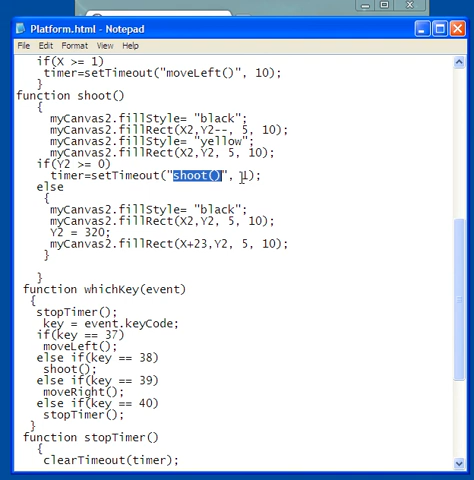 Platform.html - Notepad
File Edit Format View Help
if(X >= 1)
timer=setTimeout("moveLeft()", 10);
}
function shoot()
{
myCanvas2.fillStyle= "black";
myCanvas2.fillRect(X2,Y2--, 5, 10);
myCanvas2.fillStyle= "yellow";
myCanvas2.fillRect(X2,Y2, 5, 10);
if(Y2 >= 0)
timer=setTimeout("shoot()", 1);
else
{
myCanvas2.fillStyle= "black";
myCanvas2.fillRect(X2,Y2, 5, 10);
Y2 = 320;
myCanvas2.fillRect(X+23,Y2, 5, 10);
}
}
function whichKey(event)
{
stopTimer();
key = event.keyCode;
if(key == 37)
moveLeft();
else if(key == 38)
shoot();
else if(key == 39)
moveRight();
else if(key == 40)
stopTimer();
}
function stopTimer()
{
clearTimeout(timer);